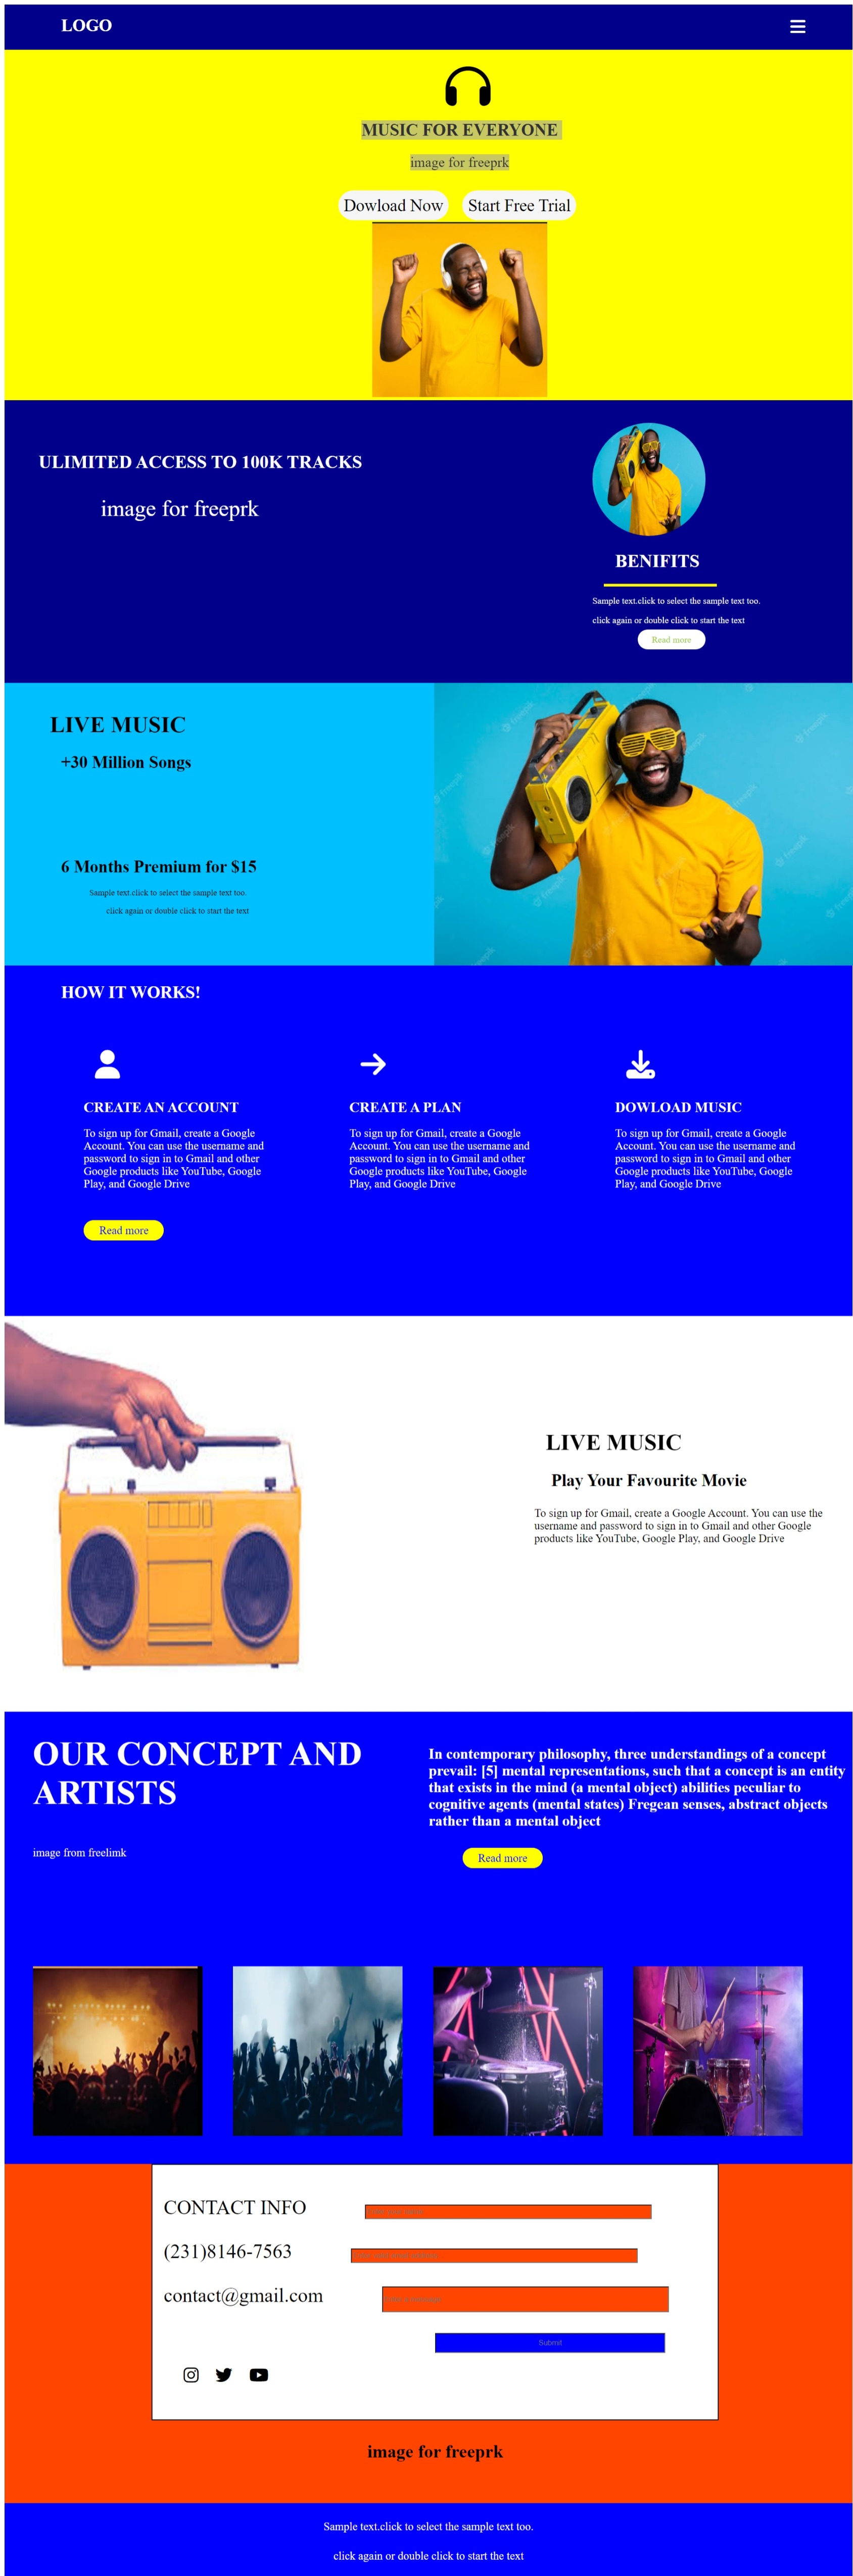 LOGO
MUSIC FOR EVERYONE
image for freeprk
Dowload Now
Start Free Trial
ULIMITED ACCESS TO 100K TRACKS
image for freeprk
BENIFITS
Sample text.click to select the sample text too.
click again or double click to start the text
Read more
LIVE MUSIC
+30 Million Songs
6 Months Premium for $15
Sample text.click to select the sample text too.
click again or double click to start the text
freepik
freepik
freepik
freepik
freepik
freepik
HOW IT WORKS!
CREATE AN ACCOUNT
To sign up for Gmail, create a Google
Account. You can use the username and
password to sign in to Gmail and other
Google products like YouTube, Google
Play, and Google Drive
Read more
CREATE A PLAN
To sign up for Gmail, create a Google
Account. You can use the username and
password to sign in to Gmail and other
Google products like YouTube, Google
Play, and Google Drive
DOWLOAD MUSIC
To sign up for Gmail, create a Google
Account. You can use the username and
password to sign in to Gmail and other
Google products like YouTube, Google
Play, and Google Drive
LIVE MUSIC
Play Your Favourite Movie
To sign up for Gmail, create a Google Account. You can use the
username and password to sign in to Gmail and other Google
products like YouTube, Google Play, and Google Drive
OUR CONCEPT AND
ARTISTS
image from freelimk
In contemporary philosophy, three understandings of a concept
prevail: [5] mental representations, such that a concept is an entity
that exists in the mind (a mental object) abilities peculiar to
cognitive agents (mental states) Fregean senses, abstract objects
rather than a mental object
Read more
CONTACT INFO
(231)8146-7563
contact@gmail.com
Submit
image for freeprk
Sample text.click to select the sample text too.
click again or double click to start the text